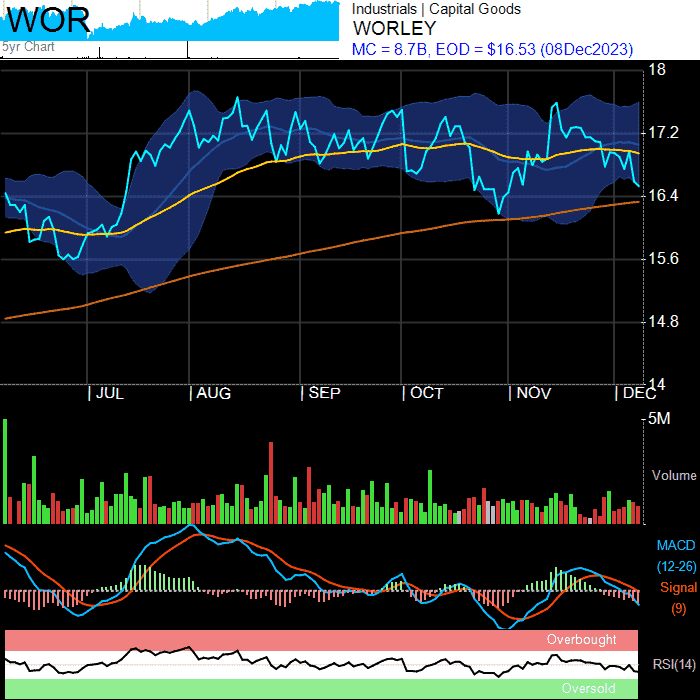 WOR
5yr Chart
Industrials | Capital Goods
WORLEY
MC = 8.7B, EOD = $16.53 (08Dec2023)
18
17.2
16.4
15.6
14.8
14
| JUL | AUG | SEP | OCT | NOV | DEC
5M
Volume
MACD
(12-26)
Signal
(9)
Overbought
RSI(14)
Oversold